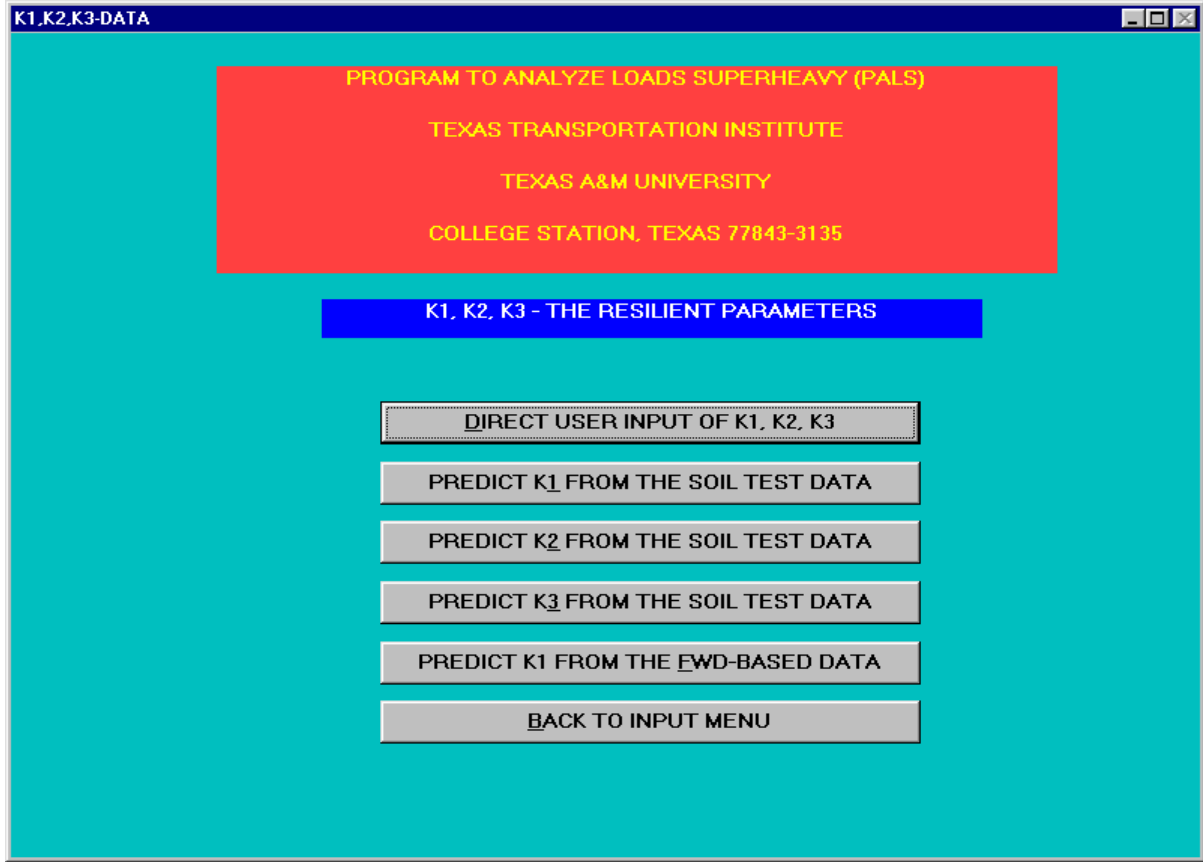 K1,K2,K3-DATA
PROGRAM TO ANALYZE LOADS SUPERHEAVY (PALS)
TEXAS TRANSPORTATION INSTITUTE
TEXAS A&M UNIVERSITY
COLLEGE STATION, TEXAS 77843-3135
K1, K2, K3 - THE RESILIENT PARAMETERS
DIRECT USER INPUT OF K1, K2, K3
PREDICT K1 FROM THE SOIL TEST DATA
PREDICT K2 FROM THE SOIL TEST DATA
PREDICT K3 FROM THE SOIL TEST DATA
PREDICT K1 FROM THE FWD-BASED DATA
BACK TO INPUT MENU